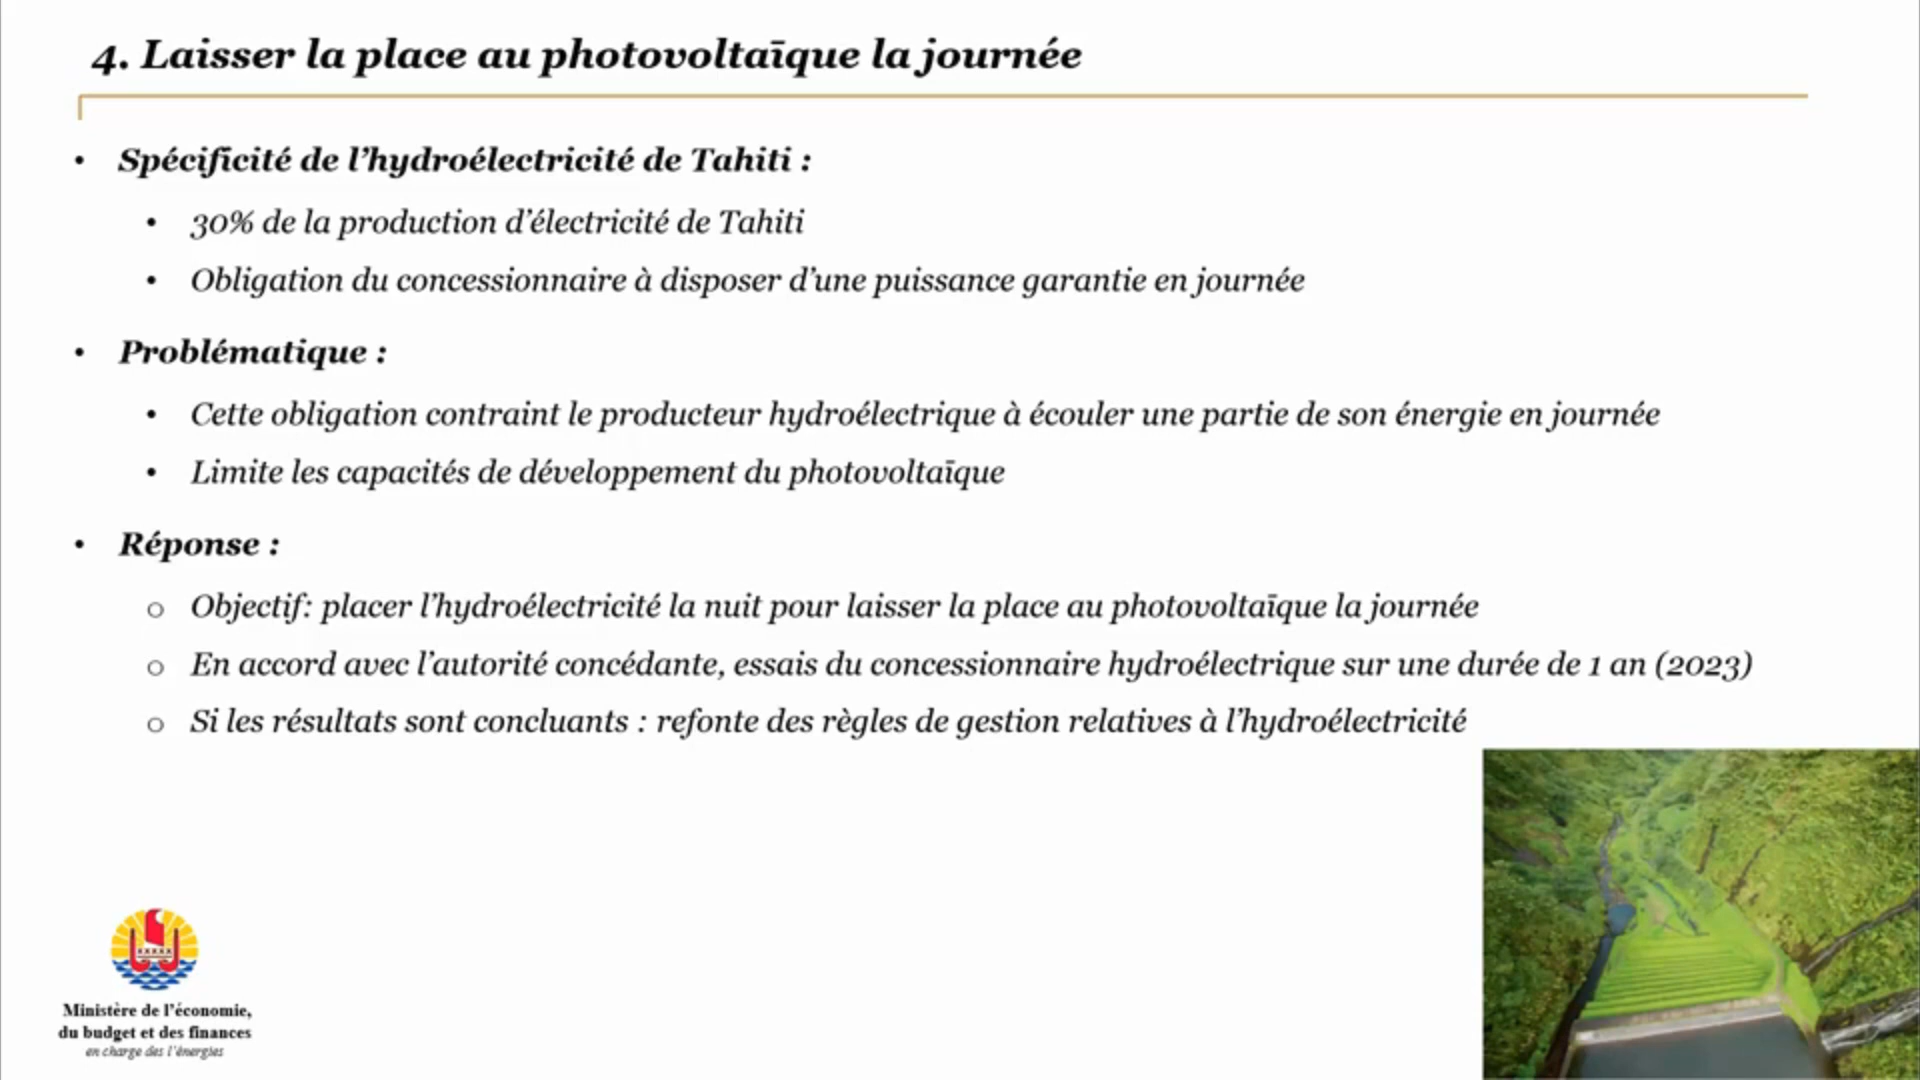 4. Laisser la place au photovoltaïque la journée
• Spécificité de l’hydroélectricité de Tahiti :
• 30% de la production d’électricité de Tahiti
• Obligation du concessionnaire à disposer d’une puissance garantie en journée
• Problématique :
• Cette obligation contraint le producteur hydroélectrique à écouler une partie de son énergie en journée
• Limite les capacités de développement du photovoltaïque
• Réponse :
o Objectif: placer l’hydroélectricité la nuit pour laisser la place au photovoltaïque la journée
o En accord avec l’autorité concédante, essais du concessionnaire hydroélectrique sur une durée de 1 an (2023)
o Si les résultats sont concluants : refonte des règles de gestion relatives à l’hydroélectricité
Ministère de l’économie,
du budget et des finances
en charge des l’énergies